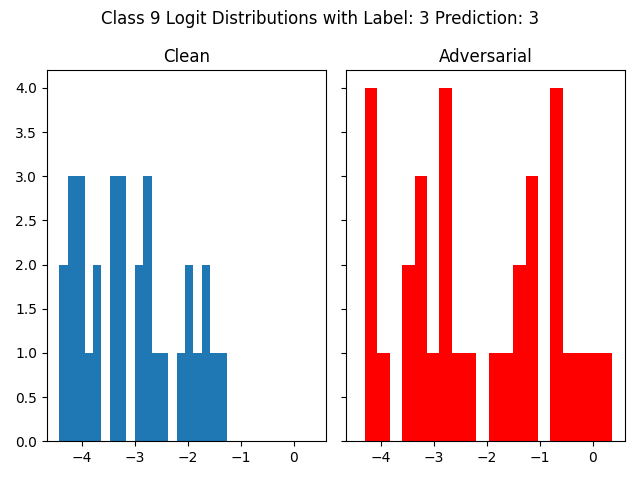 Class 9 Logit Distributions with Label: 3 Prediction: 3
Clean
Adversarial
4.0
3.5
3.0
2.5
2.0
1.5
1.0
0.5
0.0
−4 −3 −2 −1 0
−4 −3 −2 −1 0